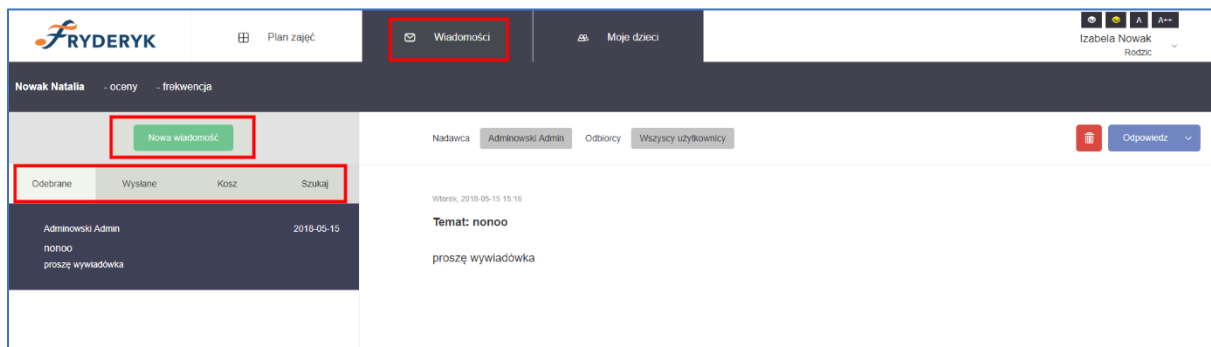 FRYDERYK
Plan zajęć
Wiadomości
Moje dzieci
A A++
Izabela Nowak
Rodzic
Nowak Natalia - oceny - frekwencja
Nowa wiadomość
Nadawca Adminowski Admin Odbiorcy Wszyscy użytkownicy
Odpowiedz
Odebrane Wysłane Kosz Szukaj
Adminowski Admin 2018-05-15
nonoo
proszę wywiadówka
Wtorek, 2018-05-15 15:16
Temat: nonoo
proszę wywiadówka